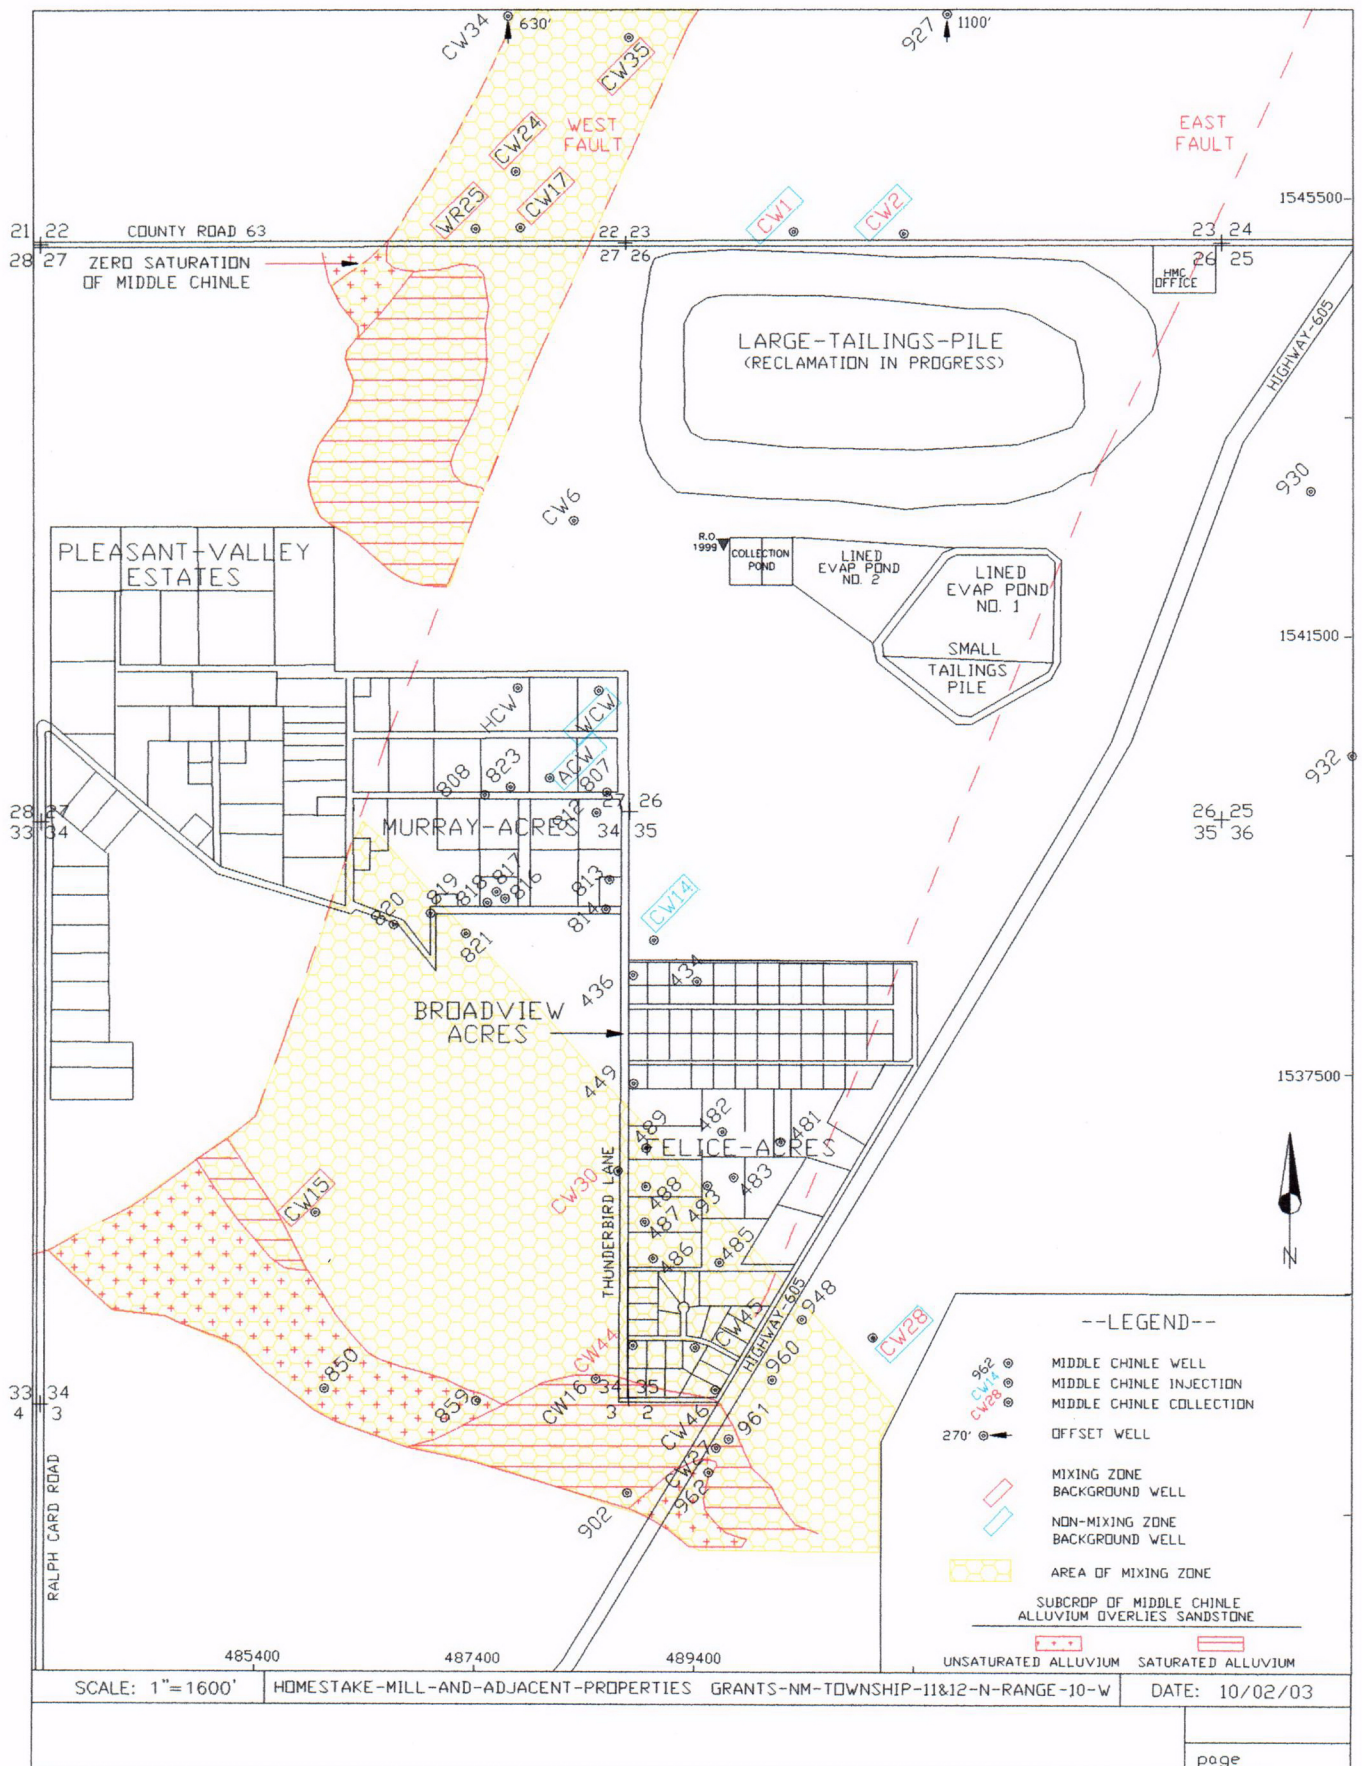 CW34
630'
CW35
927
1100'
WEST
FAULT
EAST
FAULT
CW24
WR25
CW17
CW1
CW2
1545500
21 22
28 27
COUNTY ROAD 63
22 23
27 26
23 24
26 25
ZERO SATURATION
OF MIDDLE CHINLE
HMC
OFFICE
HIGHWAY-605
LARGE-TAILINGS-PILE
(RECLAMATION IN PROGRESS)
930
CW6
R.O.
1999
COLLECTION
POND
LINED
EVAP POND
NO. 2
LINED
EVAP POND
NO. 1
SMALL
TAILINGS
PILE
PLEASANT-VALLEY
ESTATES
1541500
HCW
WCW
ACW
808
823
807
812
932
28 27
33 34
27 26
34 35
26 25
35 36
MURRAY-ACRES
820
819
818
817
816
813
814
821
CW14
436
434
BROADVIEW
ACRES
449
1537500
489
482
481
FELICE-ACRES
CW15
CW30
THUNDERBIRD LANE
488
493
483
487
486
485
CW45
HIGHWAY-605
948
CW28
N
850
859
CW44
CW16
960
33 34
4 3
34 35
3 2
CW46
961
CW27
962
902
RALPH CARD ROAD
--LEGEND--
962
MIDDLE CHINLE WELL
CW14
MIDDLE CHINLE INJECTION
CW28
MIDDLE CHINLE COLLECTION
270'
OFFSET WELL
MIXING ZONE
BACKGROUND WELL
NON-MIXING ZONE
BACKGROUND WELL
AREA OF MIXING ZONE
SUBCROP OF MIDDLE CHINLE
ALLUVIUM OVERLIES SANDSTONE
UNSATURATED ALLUVIUM SATURATED ALLUVIUM
485400
487400
489400
SCALE: 1"=1600'
HOMESTAKE-MILL-AND-ADJACENT-PROPERTIES GRANTS-NM-TOWNSHIP-11&12-N-RANGE-10-W
DATE: 10/02/03
page